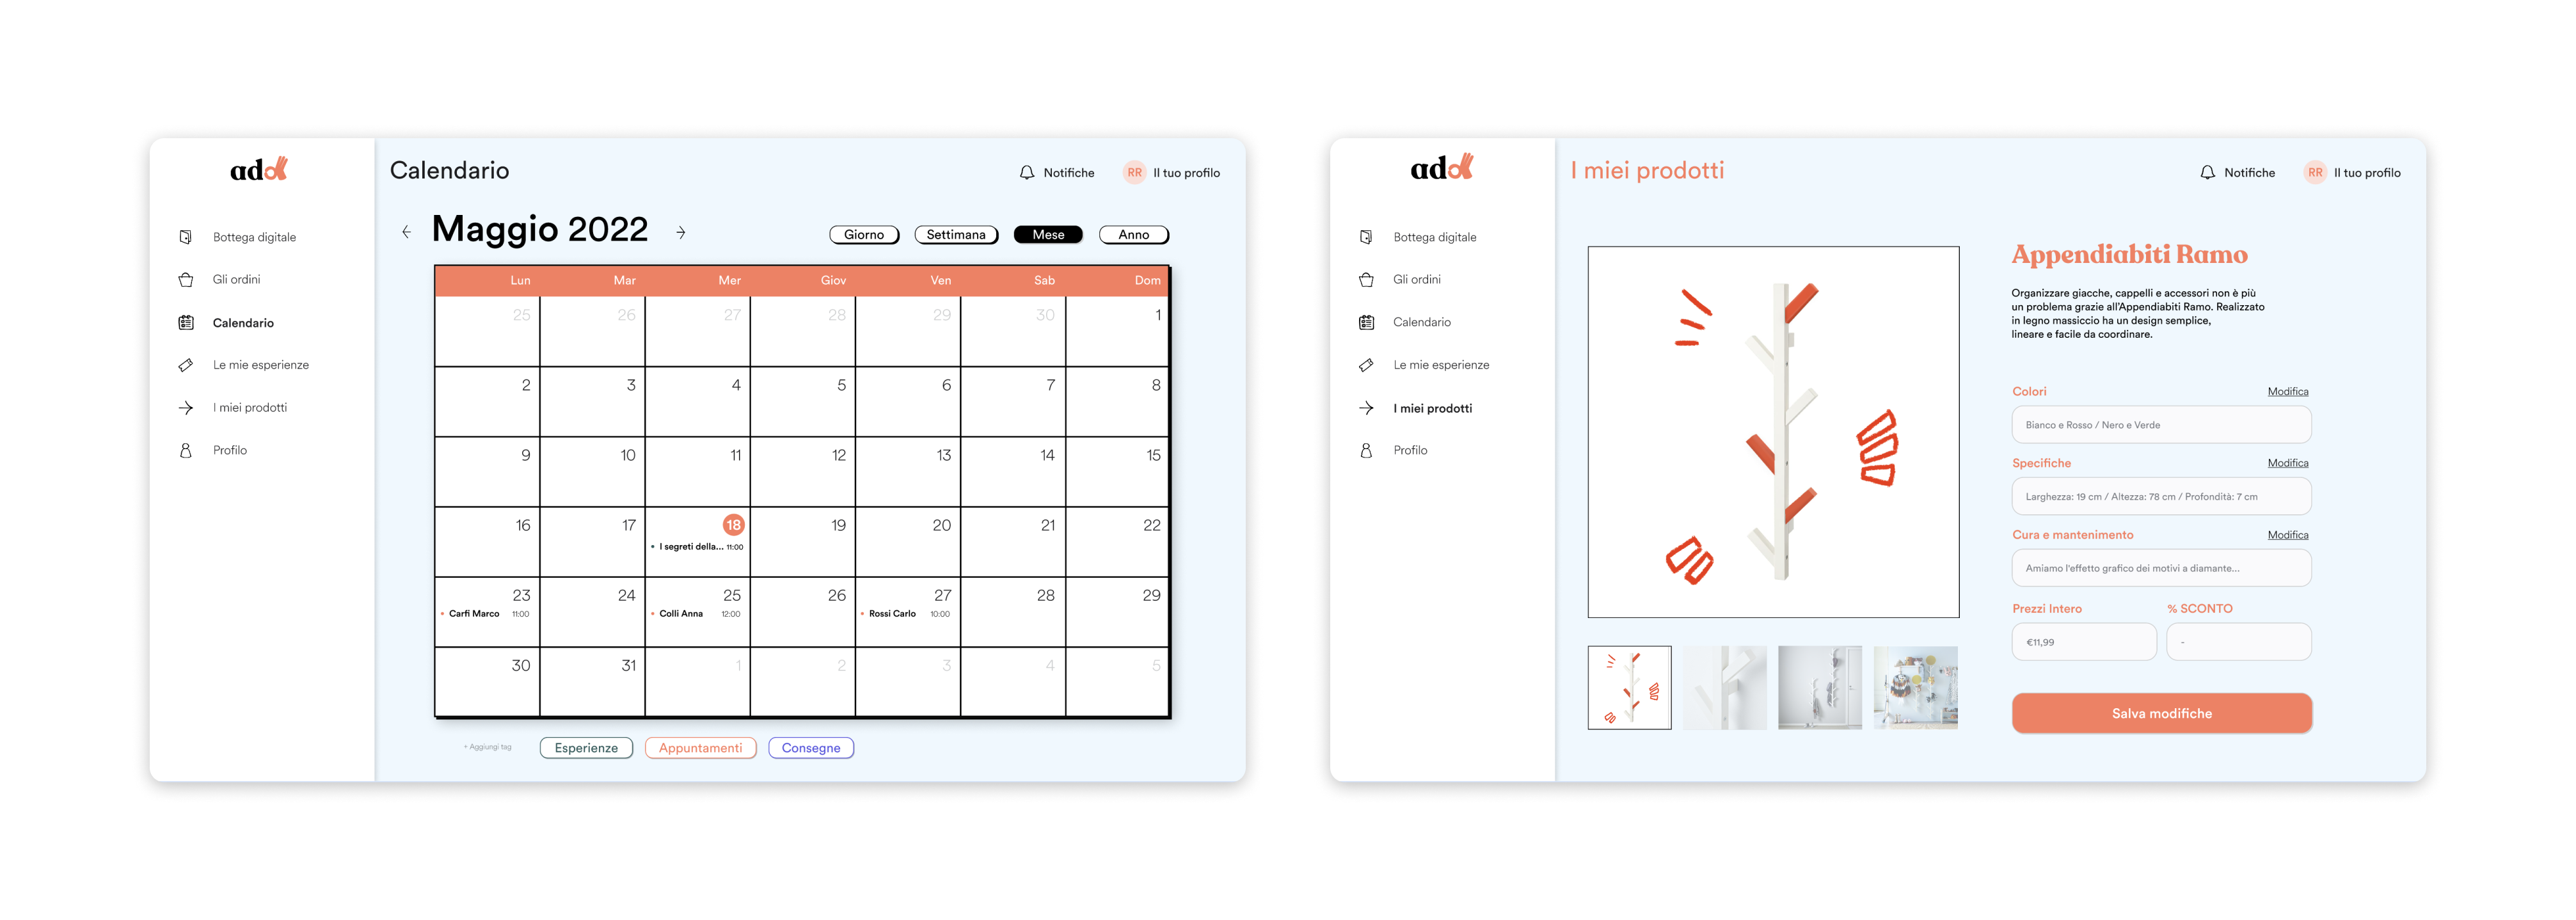 ad
Bottega digitale
Gli ordini
Calendario
Le mie esperienze
I miei prodotti
Profilo
Calendario
Notifiche
RR
Il tuo profilo
← Maggio 2022 →
Giorno
Settimana
Mese
Anno
Lun Mar Mer Giov Ven Sab Dom
25 26 27 28 29 30 1
2 3 4 5 6 7 8
9 10 11 12 13 14 15
16 17 18 19 20 21 22
• I segreti della... 11:00
23 24 25 26 27 28 29
• Carfi Marco 11:00 • Colli Anna 12:00 • Rossi Carlo 10:00
30 31 1 2 3 4 5
+ Aggiungi tag
Esperienze
Appuntamenti
Consegne
ad
Bottega digitale
Gli ordini
Calendario
Le mie esperienze
I miei prodotti
Profilo
I miei prodotti
Notifiche
RR
Il tuo profilo
Appendiabiti Ramo
Organizzare giacche, cappelli e accessori non è più
un problema grazie all'Appendiabiti Ramo. Realizzato
in legno massiccio ha un design semplice,
lineare e facile da coordinare.
Colori Modifica
Bianco e Rosso / Nero e Verde
Specifiche Modifica
Larghezza: 19 cm / Altezza: 78 cm / Profondità: 7 cm
Cura e mantenimento Modifica
Amiamo l'effetto grafico dei motivi a diamante...
Prezzi Intero % SCONTO
€11,99 -
Salva modifiche